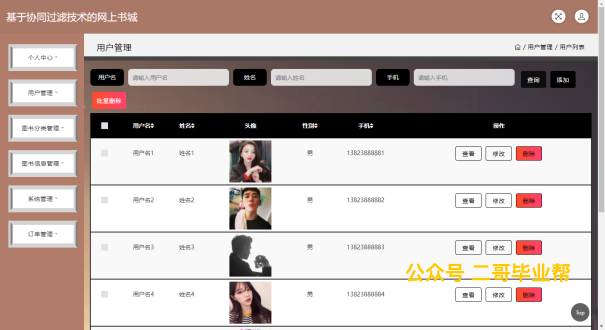 基于协同过滤技术的网上书城
个人中心
用户管理
图书分类管理
图书信息管理
系统管理
订单管理
用户管理
/ 用户管理 / 用户列表
用户名 请输入用户名 姓名 请输入姓名 手机 请输入手机 查询 添加
批量删除
用户名 姓名 头像 性别 手机 操作
用户名1 姓名1 男 13823888881 查看 修改 删除
用户名2 姓名2 男 13823888882 查看 修改 删除
用户名3 姓名3 男 13823888883 查看 修改 删除
公众号 二哥毕业帮
用户名4 姓名4 男 13823888884 查看 修改 删除
Top